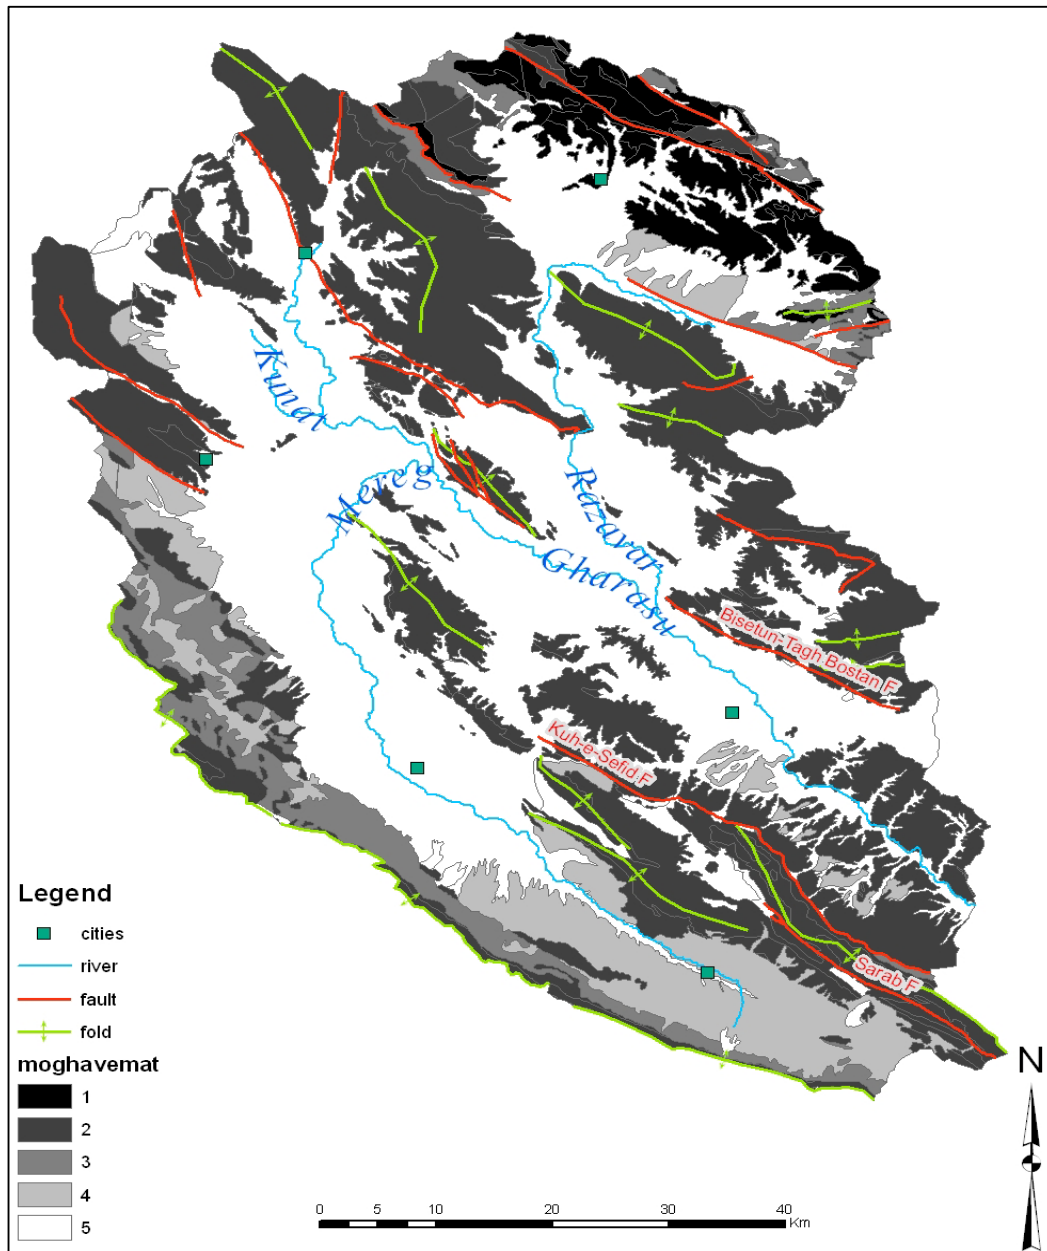 Kunar
Mereg
Razavar
Gharasu
Bisetun-Tagh Bostan F
Kuh-e-Sefid F
Sarab F
Legend
cities
river
fault
fold
moghavemat
1
2
3
4
5
N
0 5 10 20 30 40
Km